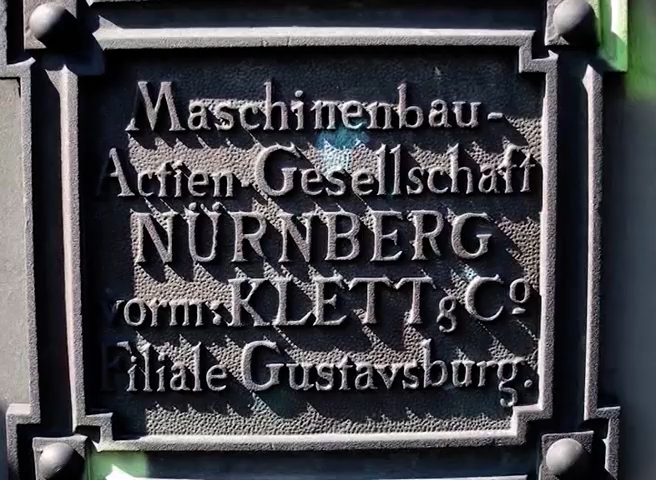 Maschinenbau-
Actien-Gesellschaft
NÜRNBERG
vorm: KLETT & Cº
Filiale Gustavsburg.